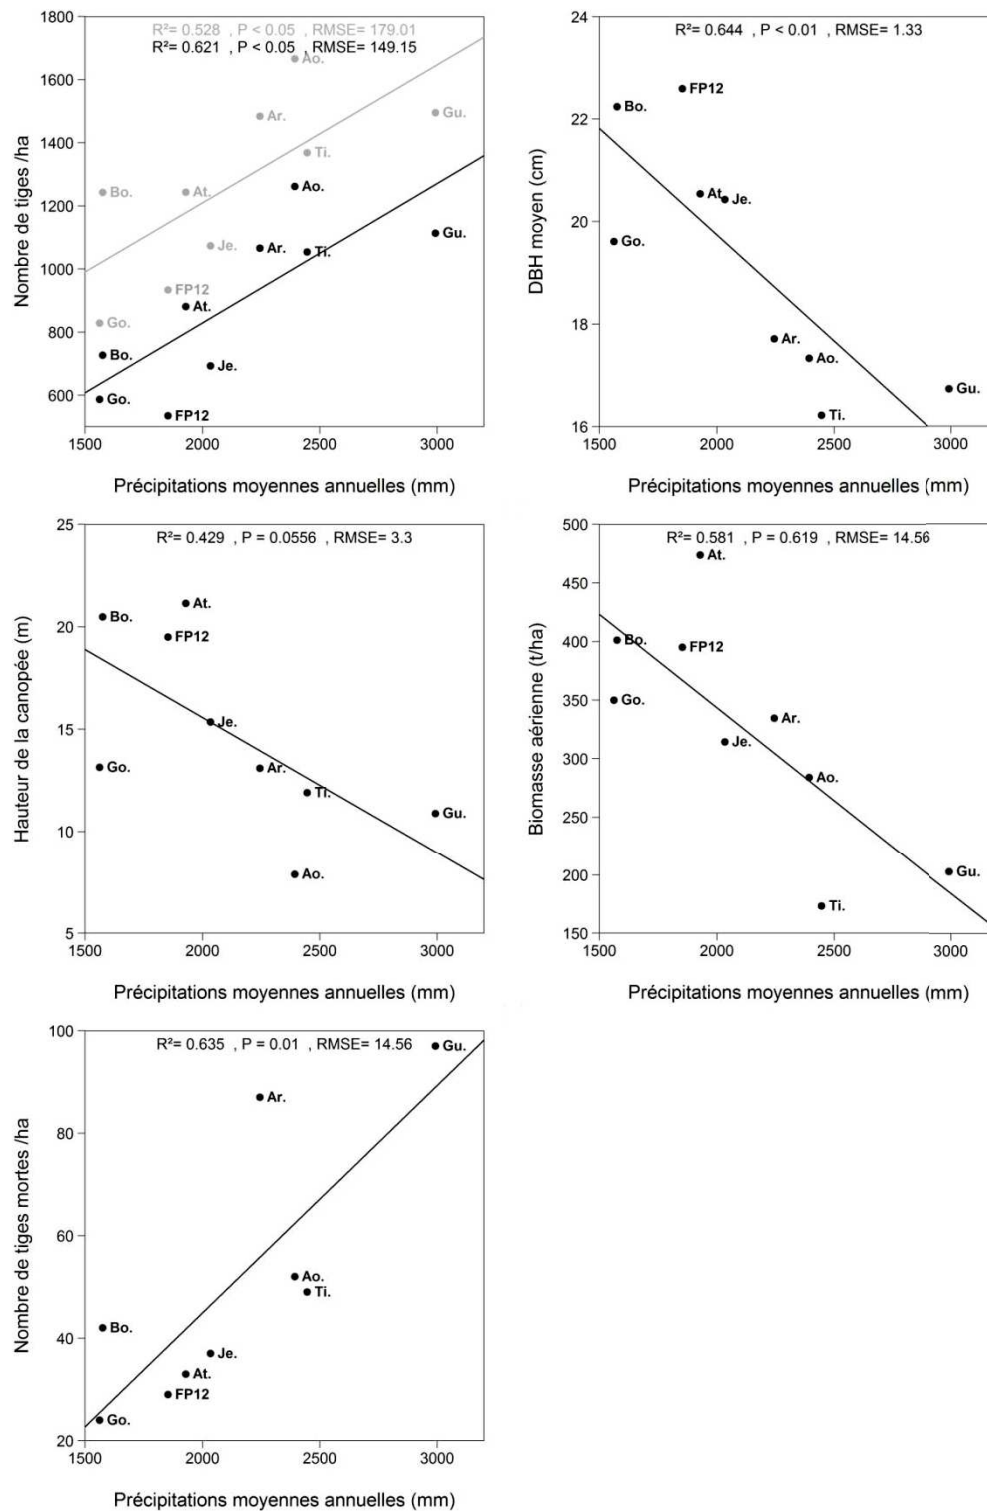 R²= 0.528 , P < 0.05 , RMSE= 179.01
R²= 0.621 , P < 0.05 , RMSE= 149.15
Nombre de tiges /ha
1800
1600
1400
1200
1000
800
600
Ao.
Ar.
Gu.
Ti.
Bo.
At.
Ao.
Je.
Ar.
Ti.
Gu.
FP12
At.
Go.
Bo.
Je.
Go.
FP12
1500 2000 2500 3000
Précipitations moyennes annuelles (mm)
R²= 0.644 , P < 0.01 , RMSE= 1.33
DBH moyen (cm)
24
22
20
18
16
FP12
Bo.
At.
Je.
Go.
Ar.
Ao.
Gu.
Ti.
1500 2000 2500 3000
Précipitations moyennes annuelles (mm)
R²= 0.429 , P = 0.0556 , RMSE= 3.3
Hauteur de la canopée (m)
25
20
15
10
5
At.
Bo.
FP12
Je.
Go.
Ar.
Ti.
Gu.
Ao.
1500 2000 2500 3000
Précipitations moyennes annuelles (mm)
R²= 0.581 , P = 0.619 , RMSE= 14.56
Biomasse aérienne (t/ha)
500
450
400
350
300
250
200
150
At.
Bo.
FP12
Go.
Ar.
Je.
Ao.
Gu.
Ti.
1500 2000 2500 3000
Précipitations moyennes annuelles (mm)
R²= 0.635 , P = 0.01 , RMSE= 14.56
Nombre de tiges mortes /ha
100
80
60
40
20
Gu.
Ar.
Ao.
Ti.
Bo.
Je.
At.
FP12
Go.
1500 2000 2500 3000
Précipitations moyennes annuelles (mm)